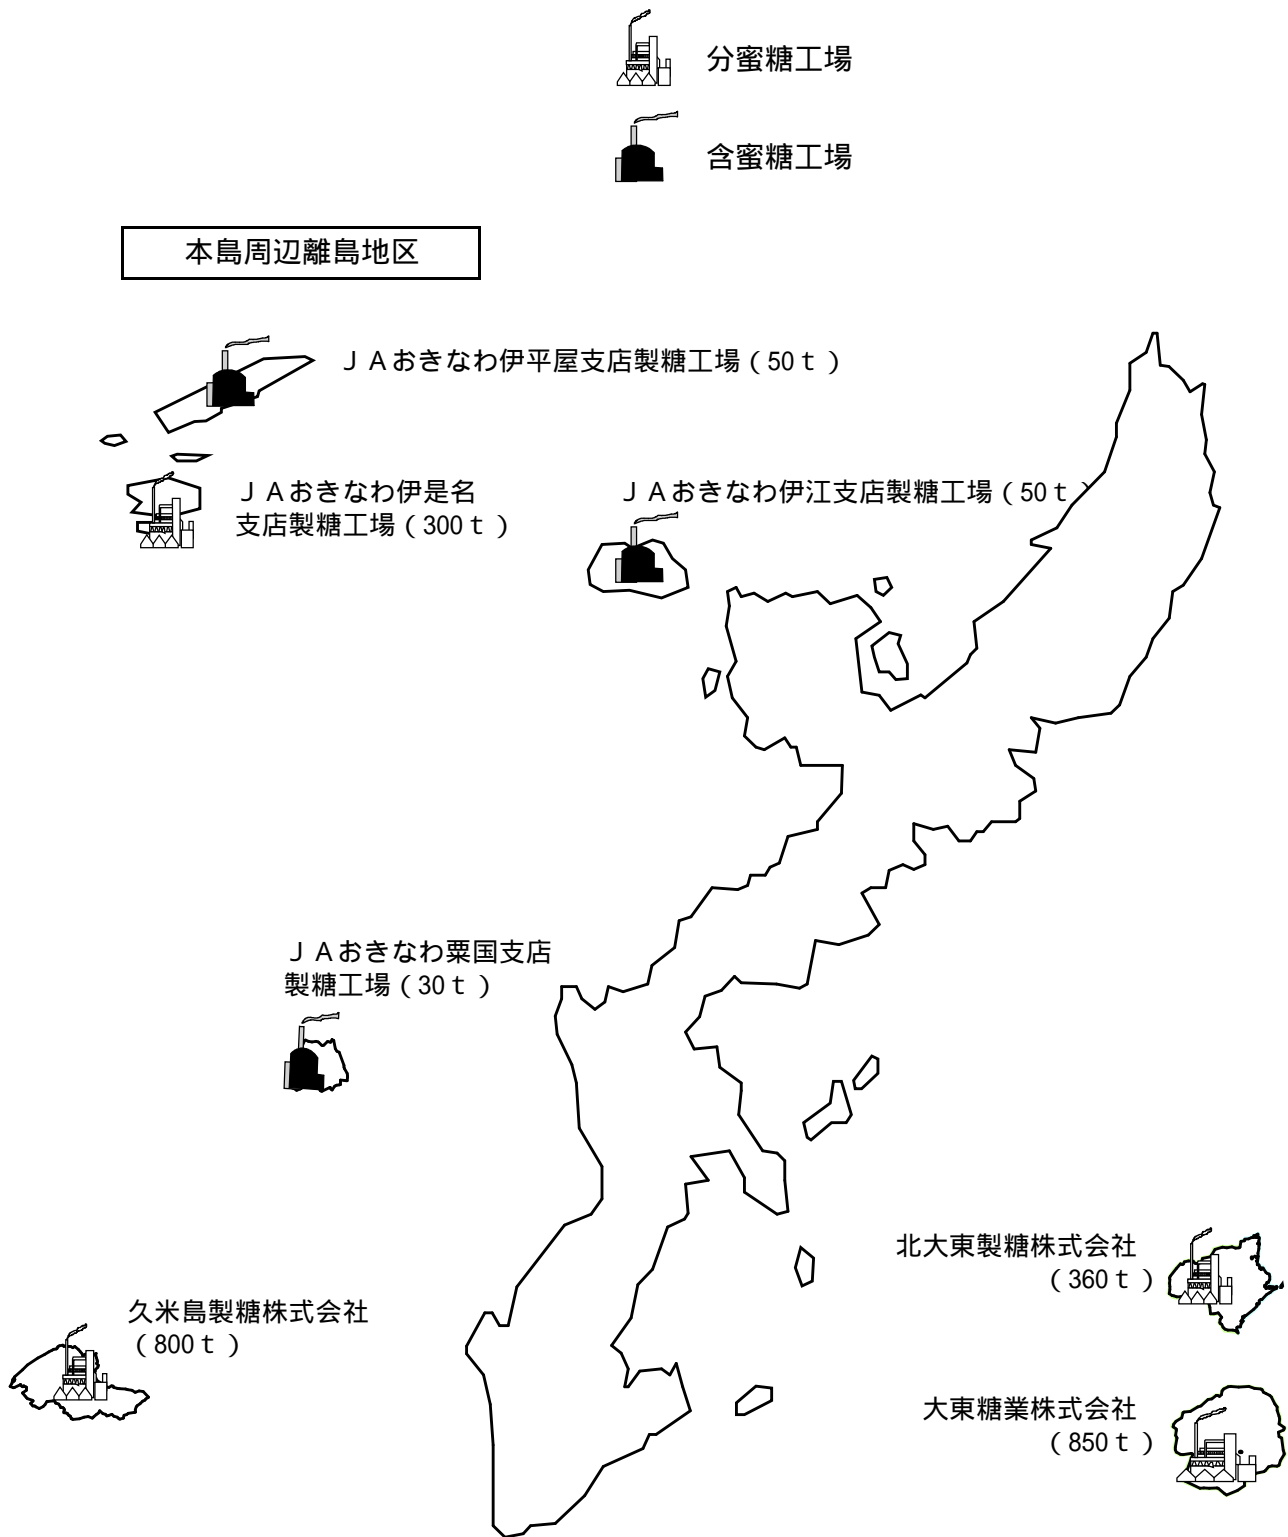 分蜜糖工場
含蜜糖工場
本島周辺離島地区
ＪＡおきなわ伊平屋支店製糖工場（50ｔ）
ＪＡおきなわ伊是名
支店製糖工場（300ｔ）
ＪＡおきなわ伊江支店製糖工場（50ｔ）
ＪＡおきなわ粟国支店
製糖工場（30ｔ）
北大東製糖株式会社
（360ｔ）
久米島製糖株式会社
（800ｔ）
大東糖業株式会社
（850ｔ）